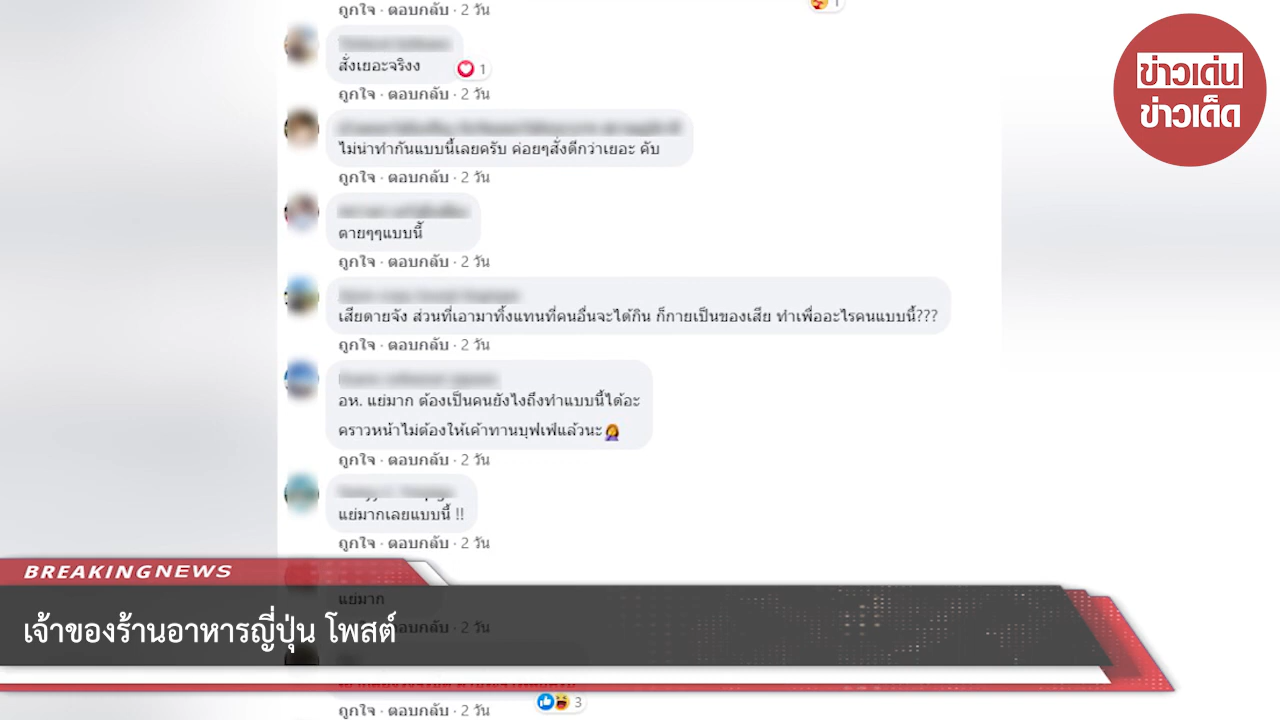 ถูกใจ · ตอบกลับ · 2 วัน
1
สั่งเยอะจริงง
1
ถูกใจ · ตอบกลับ · 2 วัน
ไม่น่าทำกันแบบนี้เลยครับ ค่อยๆสั่งดีกว่าเยอะ คับ
ถูกใจ · ตอบกลับ · 2 วัน
ดายๆๆแบบนี้
ถูกใจ · ตอบกลับ · 2 วัน
เสียดายจัง ส่วนที่เอามาทิ้งแทนที่คนอื่นจะได้กิน ก็กายเป็นของเสีย ทำเพื่ออะไรคนแบบนี้???
ถูกใจ · ตอบกลับ · 2 วัน
อห. แย่มาก ต้องเป็นคนยังไงถึงทำแบบนี้ได้อะ
คราวหน้าไม่ต้องให้เค้าทานบุฟเฟ่แล้วนะ🤦‍♀️
ถูกใจ · ตอบกลับ · 2 วัน
แย่มากเลยแบบนี้ !!
ถูกใจ · ตอบกลับ · 2 วัน
แย่มาก
ตอบกลับ · 2 วัน
3
ถูกใจ · ตอบกลับ · 2 วัน
ข่าวเด่น
ข่าวเด็ด
BREAKINGNEWS
เจ้าของร้านอาหารญี่ปุ่น โพสต์